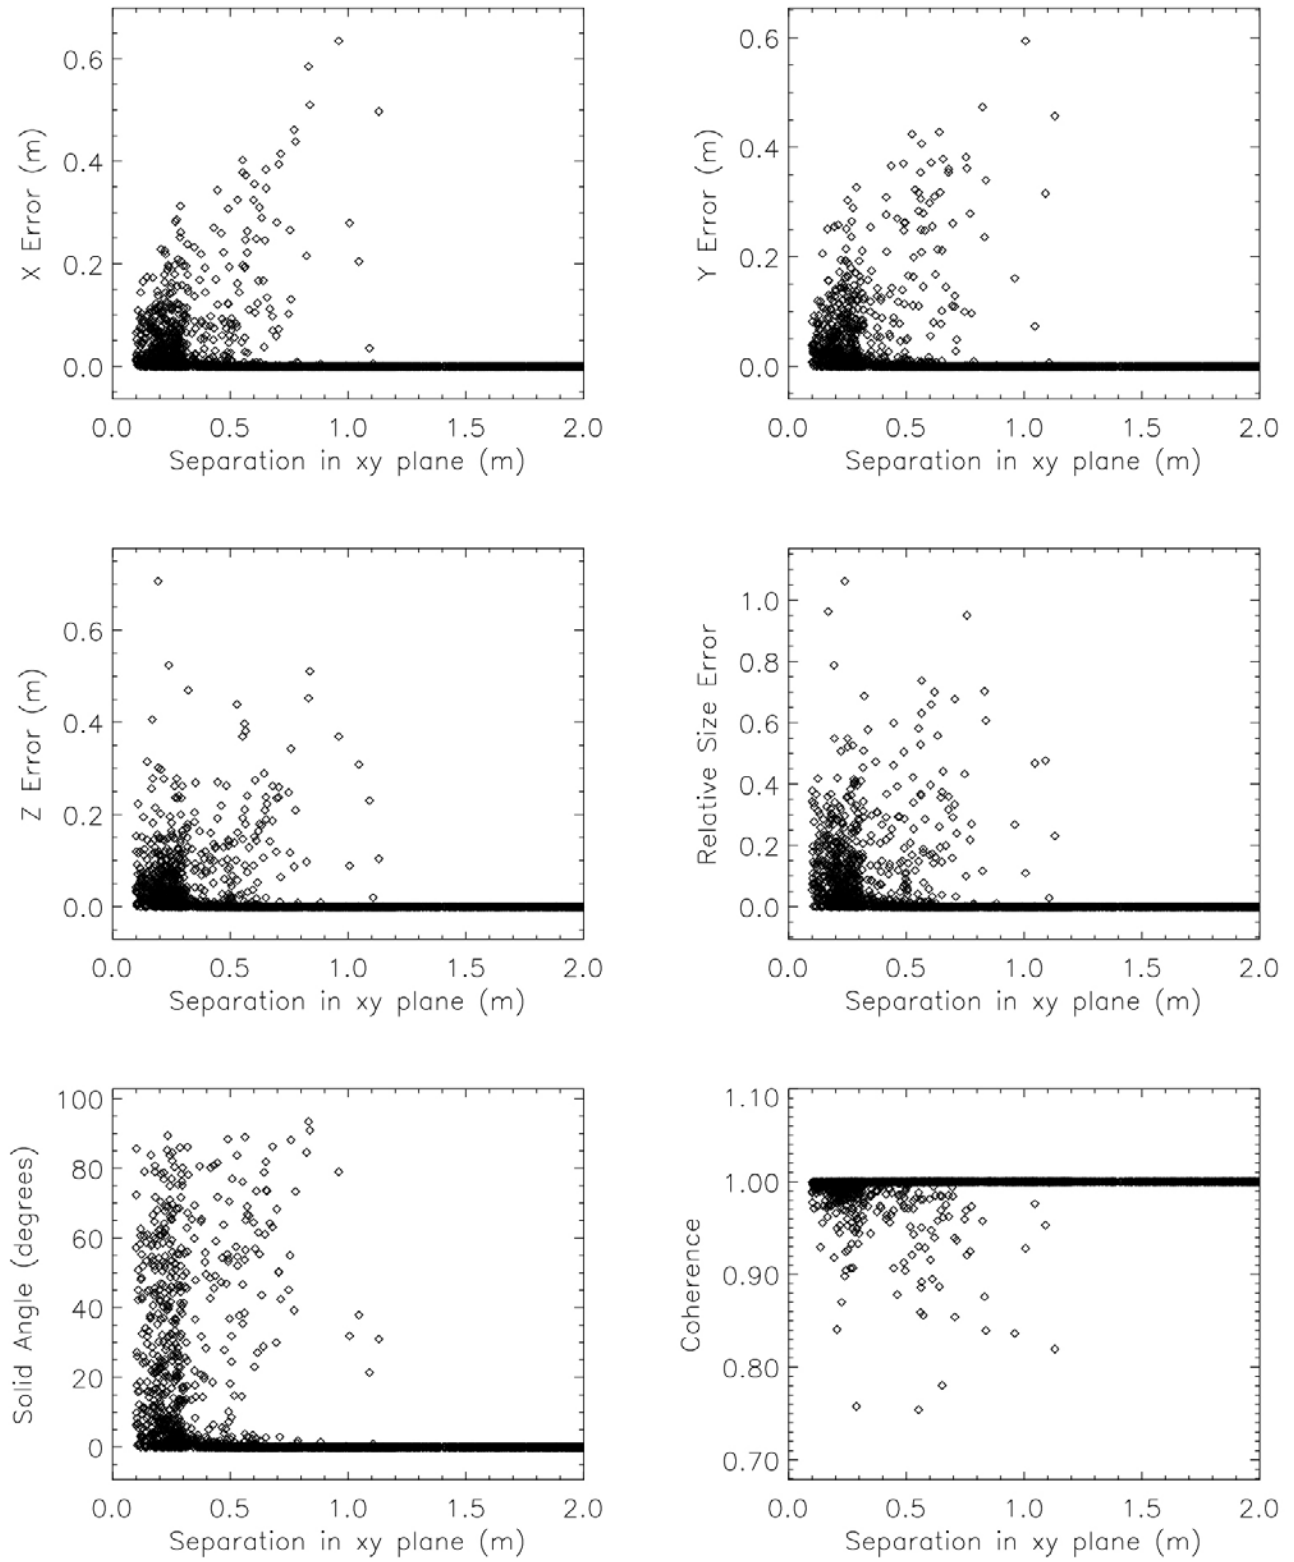 0.6
0.4
0.2
0.0
X Error (m)
0.0 0.5 1.0 1.5 2.0
Separation in xy plane (m)
0.6
0.4
0.2
0.0
Y Error (m)
0.0 0.5 1.0 1.5 2.0
Separation in xy plane (m)
0.6
0.4
0.2
0.0
Z Error (m)
0.0 0.5 1.0 1.5 2.0
Separation in xy plane (m)
1.0
0.8
0.6
0.4
0.2
0.0
Relative Size Error
0.0 0.5 1.0 1.5 2.0
Separation in xy plane (m)
100
80
60
40
20
0
Solid Angle (degrees)
0.0 0.5 1.0 1.5 2.0
Separation in xy plane (m)
1.10
1.00
0.90
0.80
0.70
Coherence
0.0 0.5 1.0 1.5 2.0
Separation in xy plane (m)